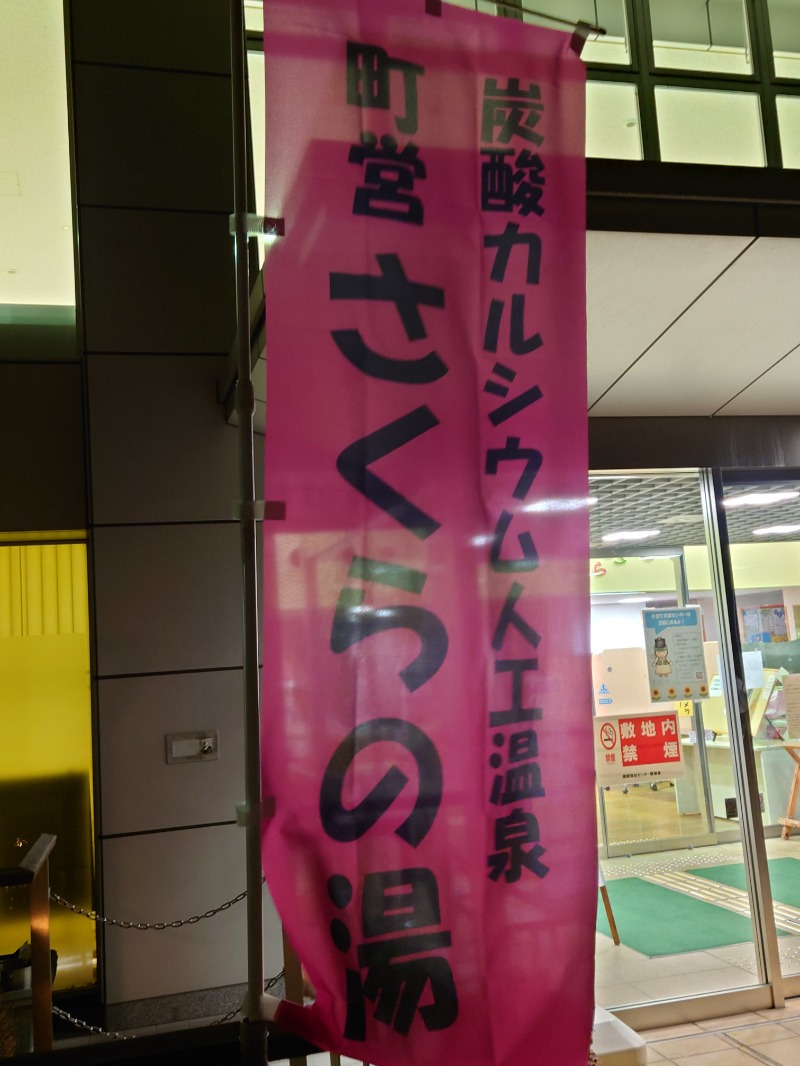 炭酸カルシウム人工温泉
町営さくらの湯
敷地内
禁煙